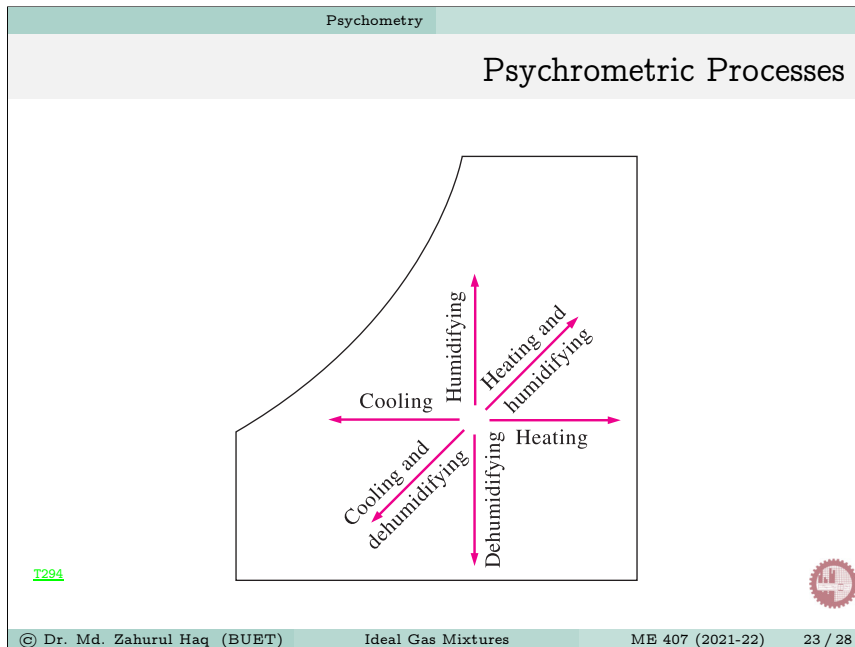 Psychometry
Psychrometric Processes
Humidifying
Heating and
humidifying
Cooling
Heating
Cooling and
dehumidifying
Dehumidifying
T294
© Dr. Md. Zahurul Haq (BUET) Ideal Gas Mixtures ME 407 (2021-22) 23 / 28